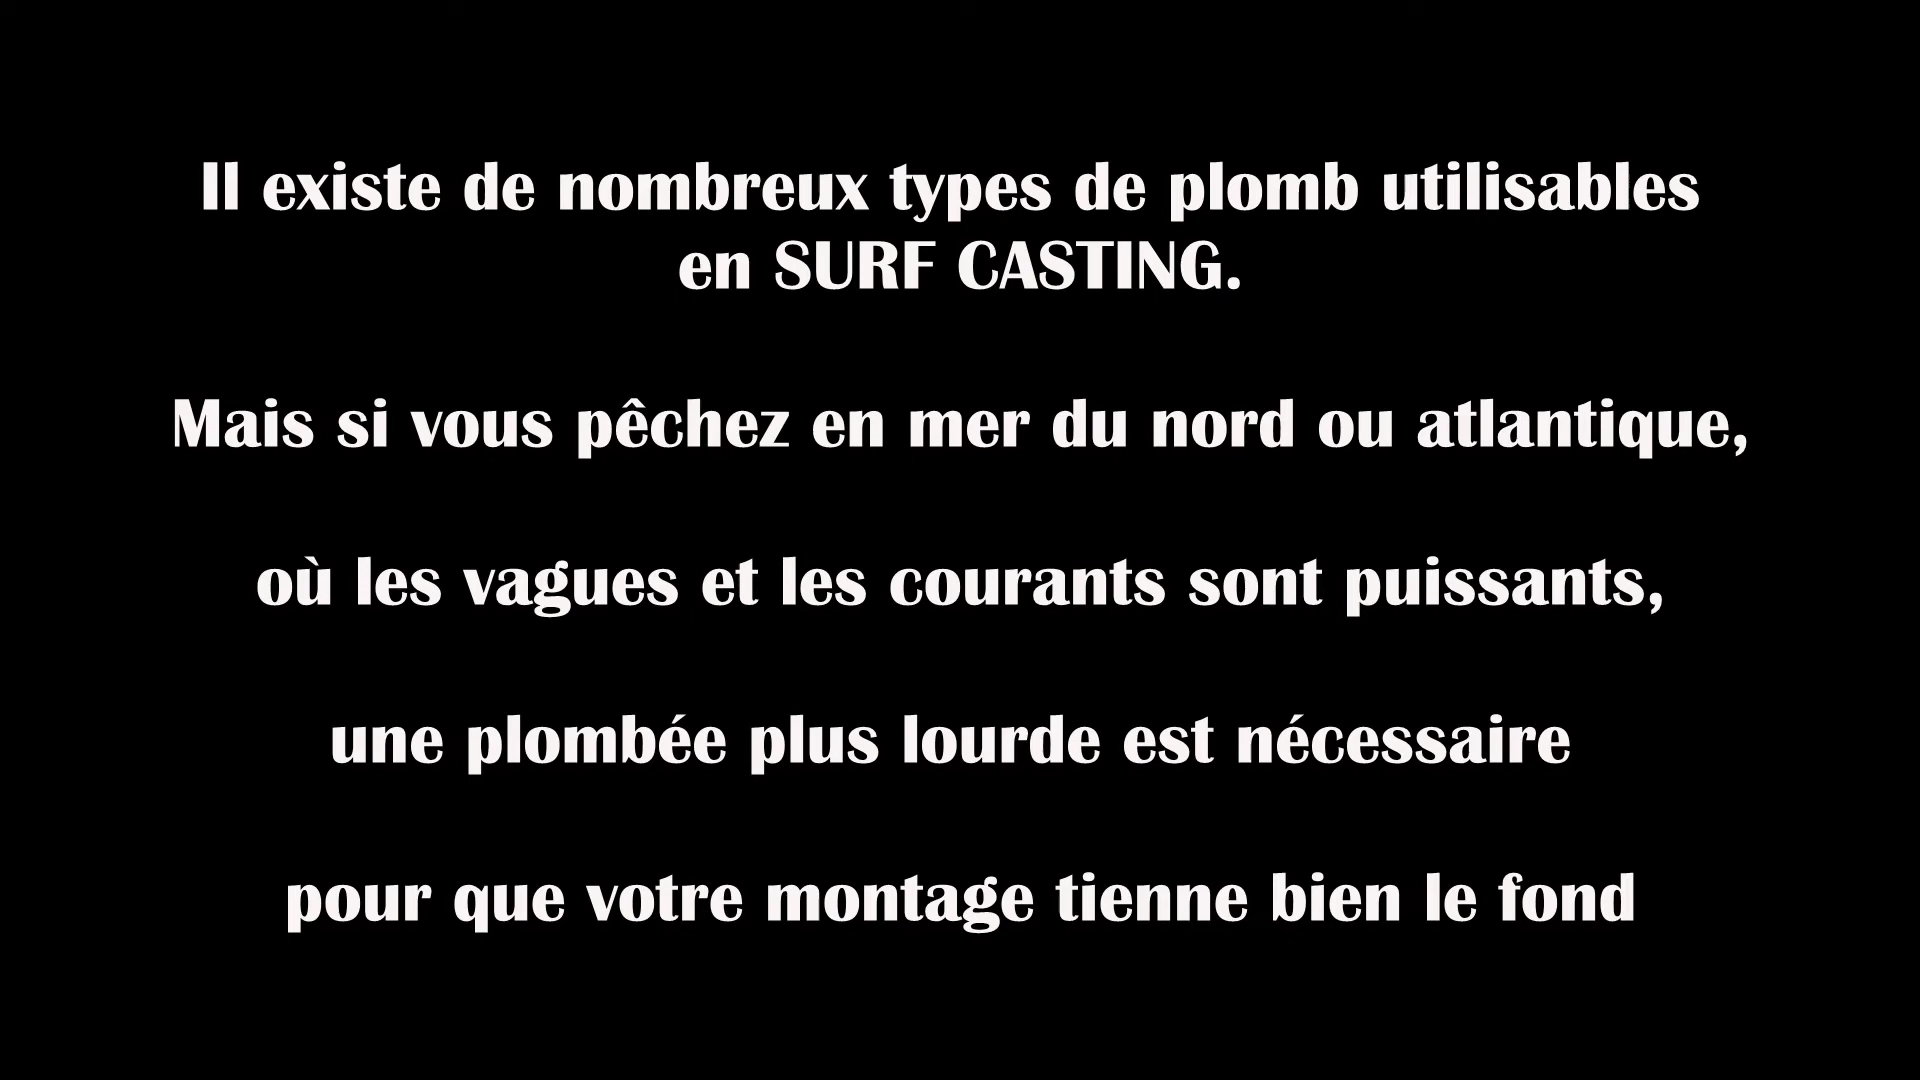 Il existe de nombreux types de plomb utilisables
en SURF CASTING.
Mais si vous pêchez en mer du nord ou atlantique,
où les vagues et les courants sont puissants,
une plombée plus lourde est nécessaire
pour que votre montage tienne bien le fond